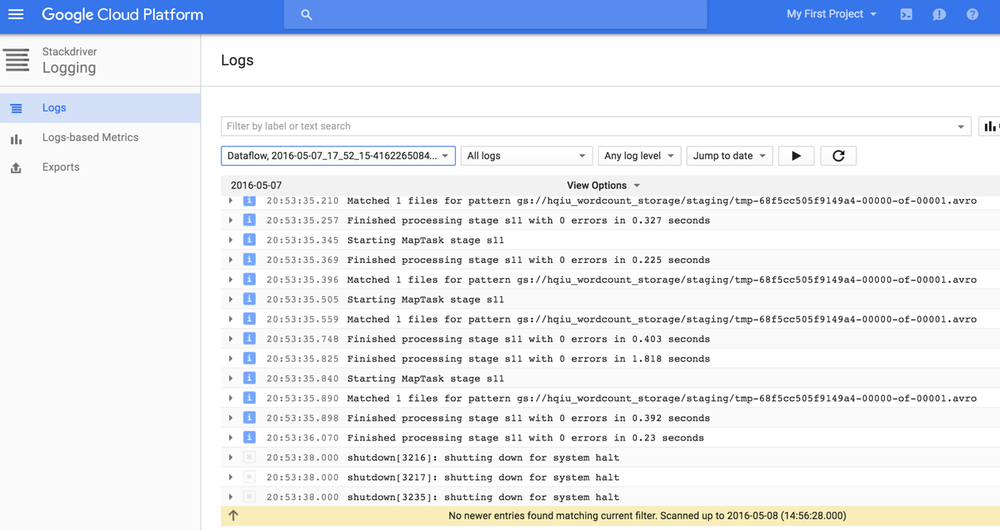 Google Cloud Platform
My First Project
Stackdriver
Logging
Logs
Logs
Logs-based Metrics
Exports
Filter by label or text search
Dataflow, 2016-05-07_17_52_15-4162265084...
All logs
Any log level
Jump to date
2016-05-07
View Options
20:53:35.210 Matched 1 files for pattern gs://hqiu_wordcount_storage/staging/tmp-68f5cc505f9149a4-00000-of-00001.avro
20:53:35.257 Finished processing stage s11 with 0 errors in 0.327 seconds
20:53:35.345 Starting MapTask stage s11
20:53:35.369 Finished processing stage s11 with 0 errors in 0.225 seconds
20:53:35.396 Matched 1 files for pattern gs://hqiu_wordcount_storage/staging/tmp-68f5cc505f9149a4-00000-of-00001.avro
20:53:35.505 Starting MapTask stage s11
20:53:35.559 Matched 1 files for pattern gs://hqiu_wordcount_storage/staging/tmp-68f5cc505f9149a4-00000-of-00001.avro
20:53:35.748 Finished processing stage s11 with 0 errors in 0.403 seconds
20:53:35.825 Finished processing stage s11 with 0 errors in 1.818 seconds
20:53:35.840 Starting MapTask stage s11
20:53:35.890 Matched 1 files for pattern gs://hqiu_wordcount_storage/staging/tmp-68f5cc505f9149a4-00000-of-00001.avro
20:53:35.898 Finished processing stage s11 with 0 errors in 0.392 seconds
20:53:36.070 Finished processing stage s11 with 0 errors in 0.23 seconds
20:53:38.000 shutdown[3216]: shutting down for system halt
20:53:38.000 shutdown[3217]: shutting down for system halt
20:53:38.000 shutdown[3235]: shutting down for system halt
No newer entries found matching current filter. Scanned up to 2016-05-08 (14:56:28.000)